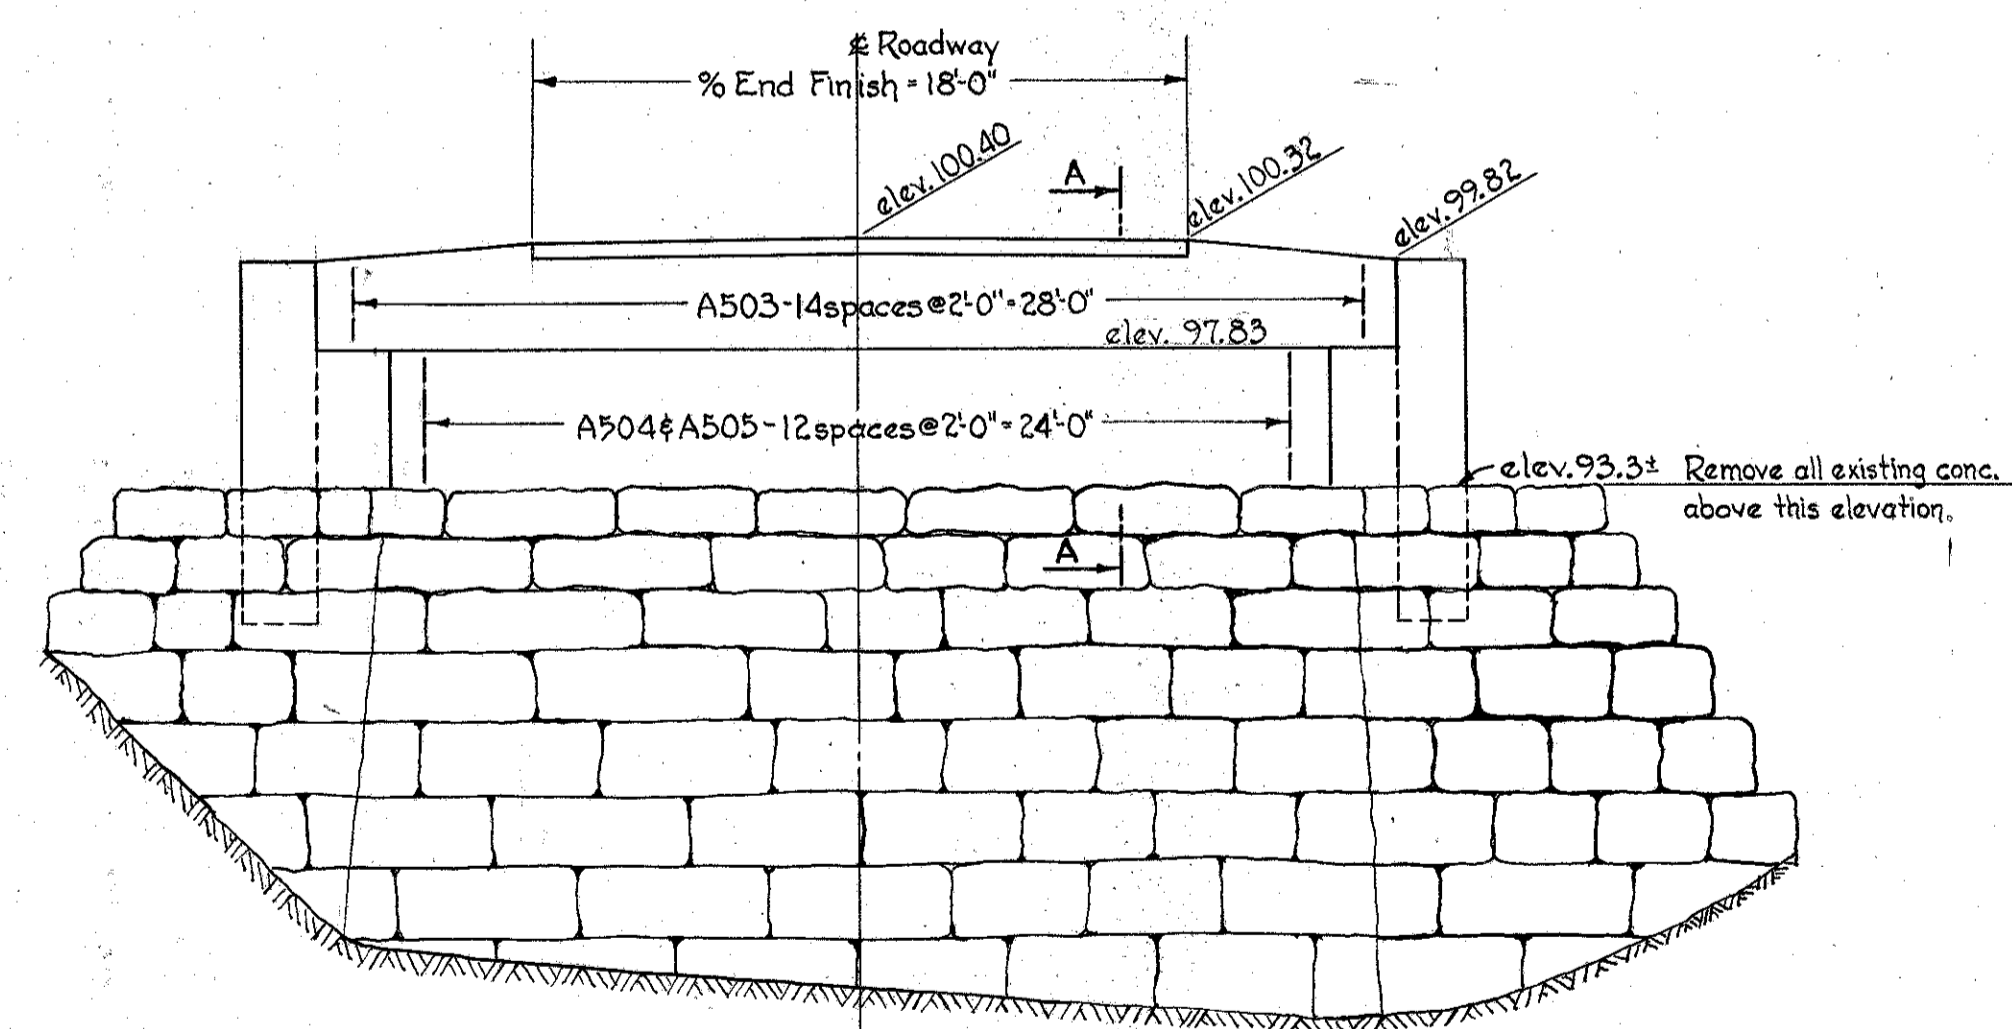 ℄ Roadway
% End Finish = 18'-0"
elev. 100.40
A
elev. 100.32
elev. 99.82
A503-14 spaces @ 2'-0" = 28'-0"
elev. 97.83
A504 & A505-12 spaces @ 2'-0" = 24'-0"
elev. 93.3± Remove all existing conc.
above this elevation.
A